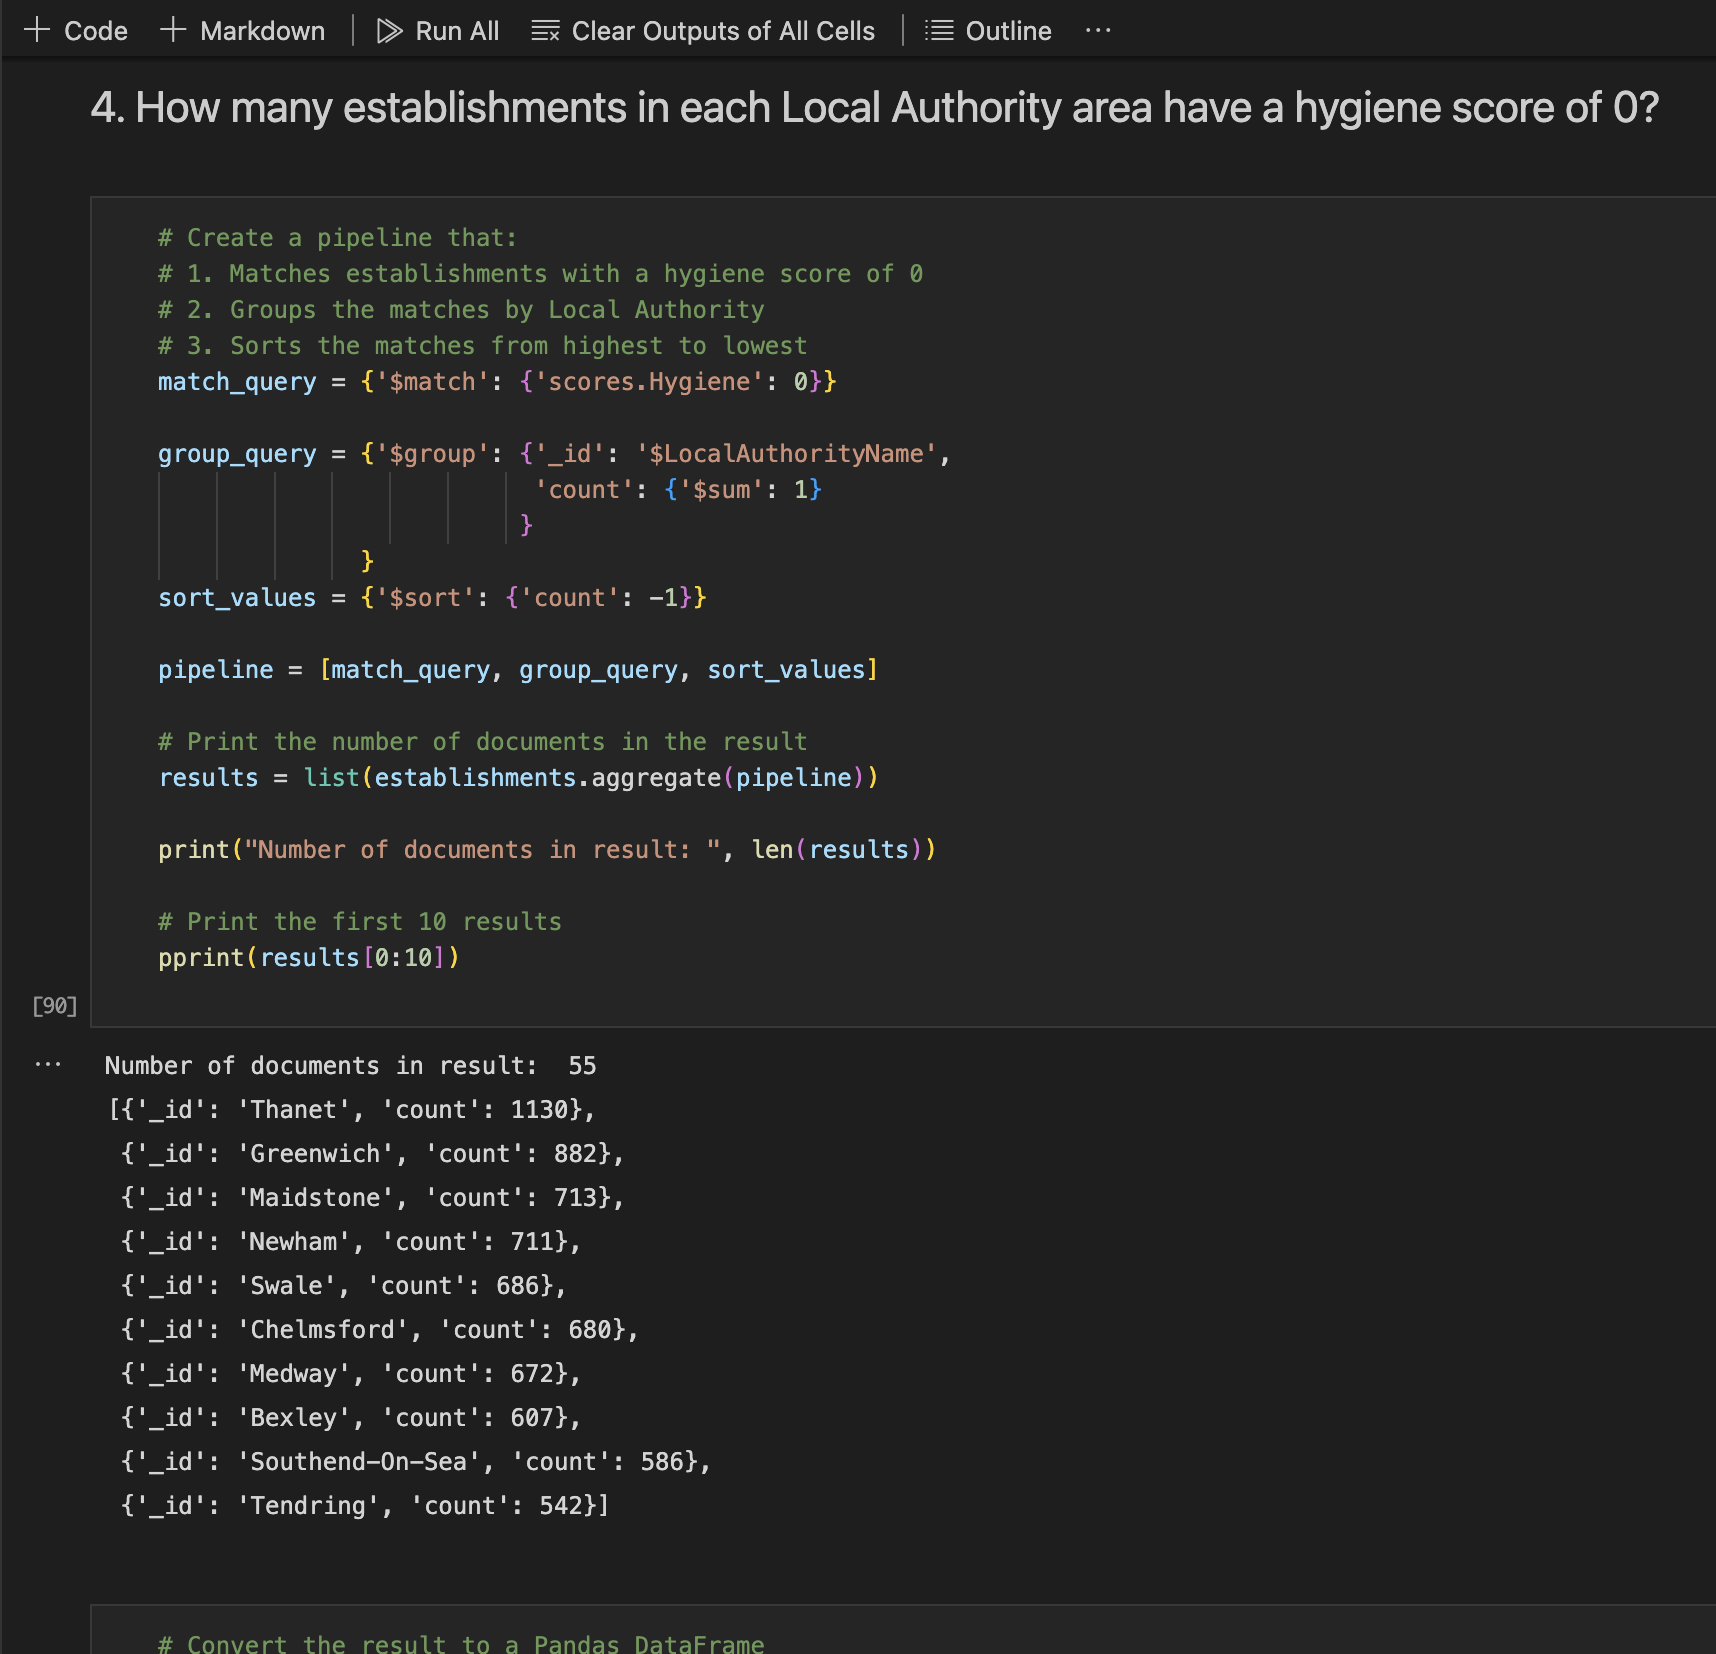 Code Markdown Run All Clear Outputs of All Cells Outline ···
4. How many establishments in each Local Authority area have a hygiene score of 0?
# Create a pipeline that:
# 1. Matches establishments with a hygiene score of 0
# 2. Groups the matches by Local Authority
# 3. Sorts the matches from highest to lowest
match_query = {'$match': {'scores.Hygiene': 0}}
group_query = {'$group': {'_id': '$LocalAuthorityName',
'count': {'$sum': 1}
}
}
sort_values = {'$sort': {'count': -1}}
pipeline = [match_query, group_query, sort_values]
# Print the number of documents in the result
results = list(establishments.aggregate(pipeline))
print("Number of documents in result: ", len(results))
# Print the first 10 results
pprint(results[0:10])
[90]
··· Number of documents in result:  55
[{'_id': 'Thanet', 'count': 1130},
{'_id': 'Greenwich', 'count': 882},
{'_id': 'Maidstone', 'count': 713},
{'_id': 'Newham', 'count': 711},
{'_id': 'Swale', 'count': 686},
{'_id': 'Chelmsford', 'count': 680},
{'_id': 'Medway', 'count': 672},
{'_id': 'Bexley', 'count': 607},
{'_id': 'Southend-On-Sea', 'count': 586},
{'_id': 'Tendring', 'count': 542}]
# Convert the result to a Pandas DataFrame